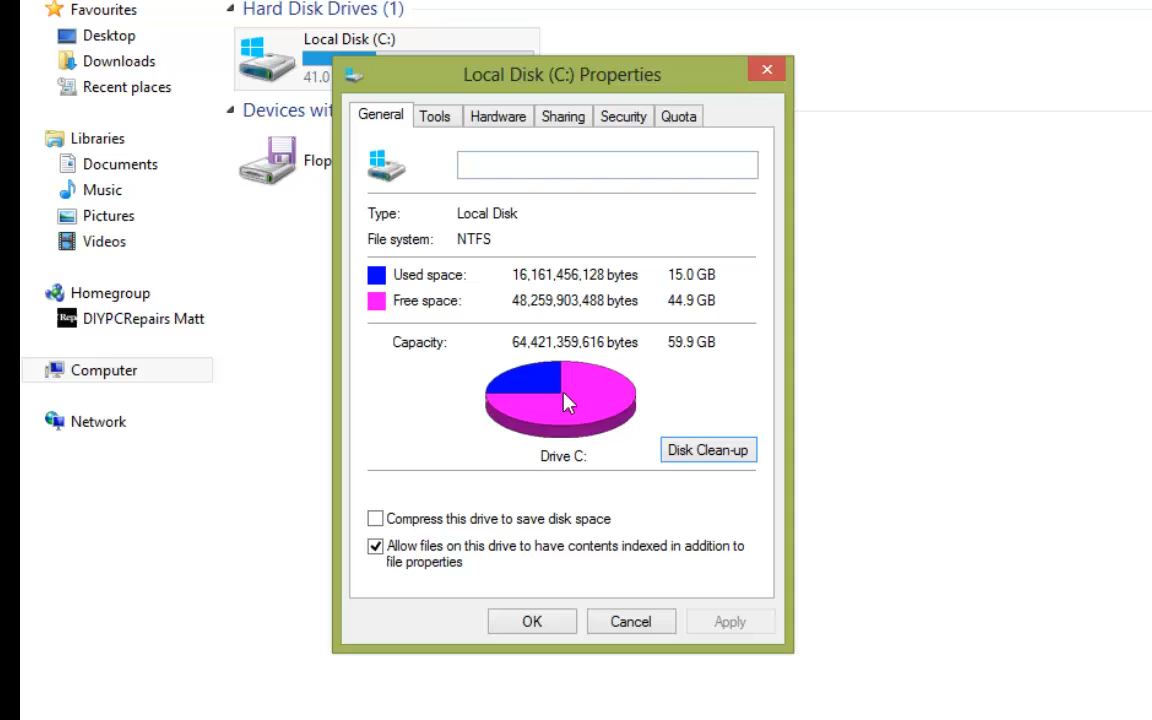 Favourites
Desktop
Downloads
Recent places
Libraries
Documents
Music
Pictures
Videos
Homegroup
DIYPCRepairs Matt
Computer
Network
Hard Disk Drives (1)
Local Disk (C:)
41.0
Devices wit
Flop
Local Disk (C:) Properties
General Tools Hardware Sharing Security Quota
Type: Local Disk
File system: NTFS
Used space: 16,161,456,128 bytes 15.0 GB
Free space: 48,259,903,488 bytes 44.9 GB
Capacity: 64,421,359,616 bytes 59.9 GB
Drive C:
Disk Clean-up
Compress this drive to save disk space
Allow files on this drive to have contents indexed in addition to
file properties
OK Cancel Apply